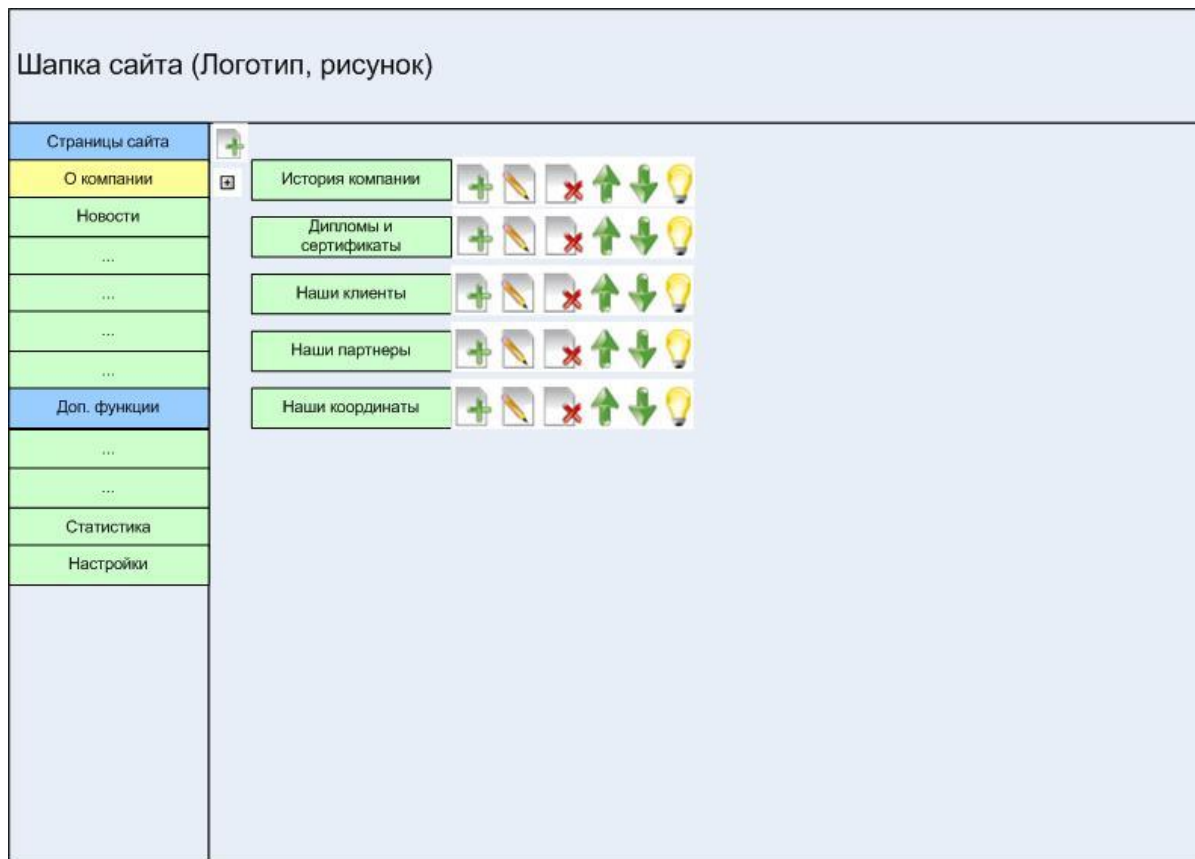 Шапка сайта (Логотип, рисунок)
Страницы сайта
О компании
Новости
...
...
...
...
Доп. функции
...
...
Статистика
Настройки
История компании
Дипломы и
сертификаты
Наши клиенты
Наши партнеры
Наши координаты